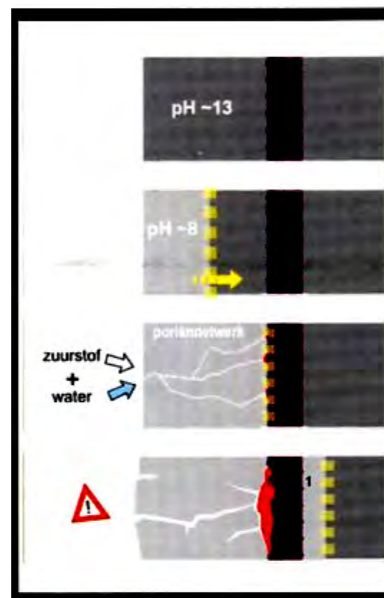 pH ~13
pH ~8
poriënnetwerk
zuurstof
+
water
!
1